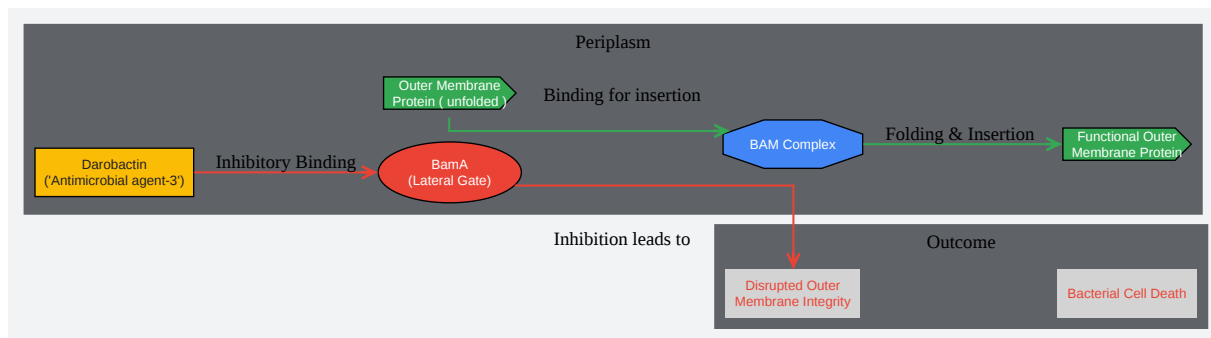 Periplasm
Outer Membrane
Protein ( unfolded )
Binding for insertion
BAM Complex
Folding & Insertion
Functional Outer
Membrane Protein
Darobactin
('Antimicrobial agent-3')
Inhibitory Binding
BamA
(Lateral Gate)
Inhibition leads to
Outcome
Disrupted Outer
Membrane Integrity
Bacterial Cell Death